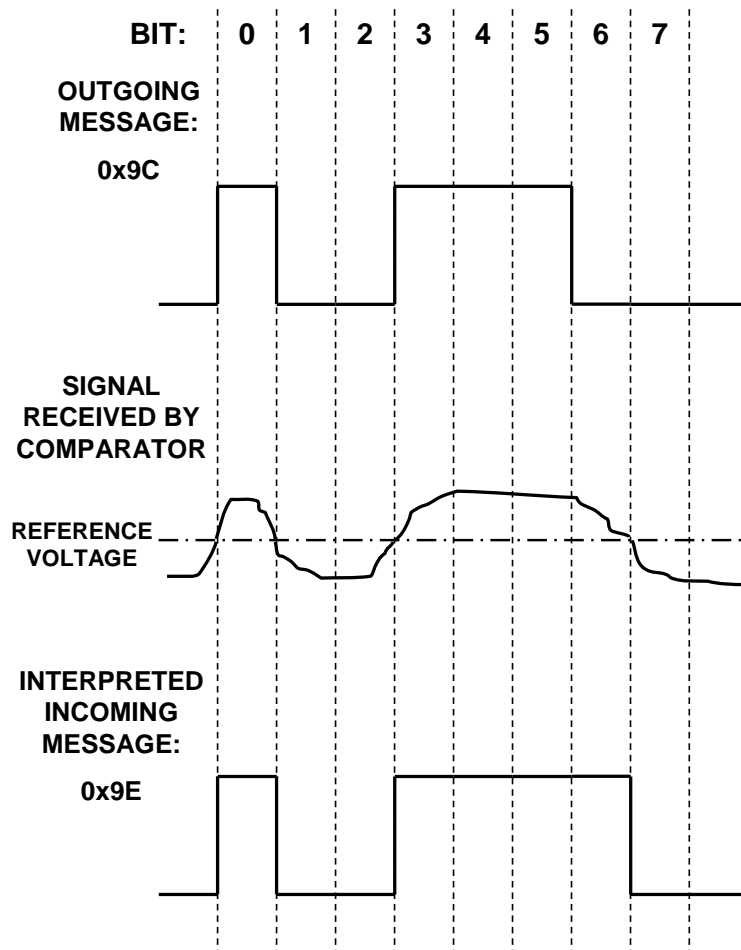 BIT: 0 1 2 3 4 5 6 7
OUTGOING
MESSAGE:
0x9C
SIGNAL
RECEIVED BY
COMPARATOR
REFERENCE
VOLTAGE
INTERPRETED
INCOMING
MESSAGE:
0x9E